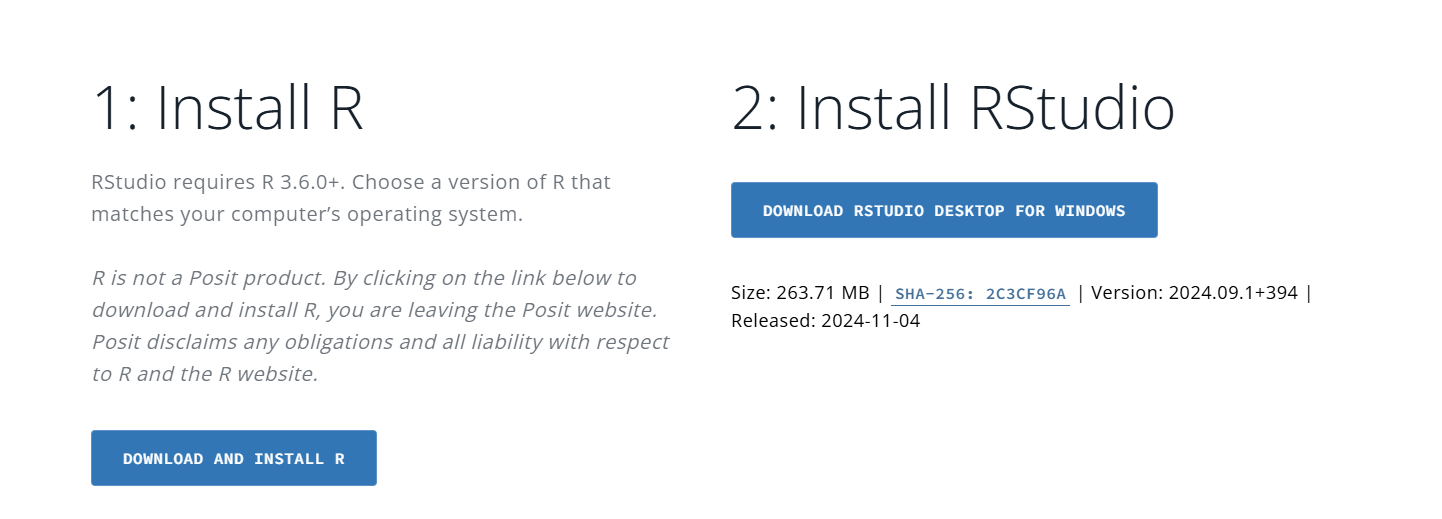 1: Install R
RStudio requires R 3.6.0+. Choose a version of R that
matches your computer’s operating system.
R is not a Posit product. By clicking on the link below to
download and install R, you are leaving the Posit website.
Posit disclaims any obligations and all liability with respect
to R and the R website.
DOWNLOAD AND INSTALL R
2: Install RStudio
DOWNLOAD RSTUDIO DESKTOP FOR WINDOWS
Size: 263.71 MB | SHA-256: 2C3CF96A | Version: 2024.09.1+394 |
Released: 2024-11-04